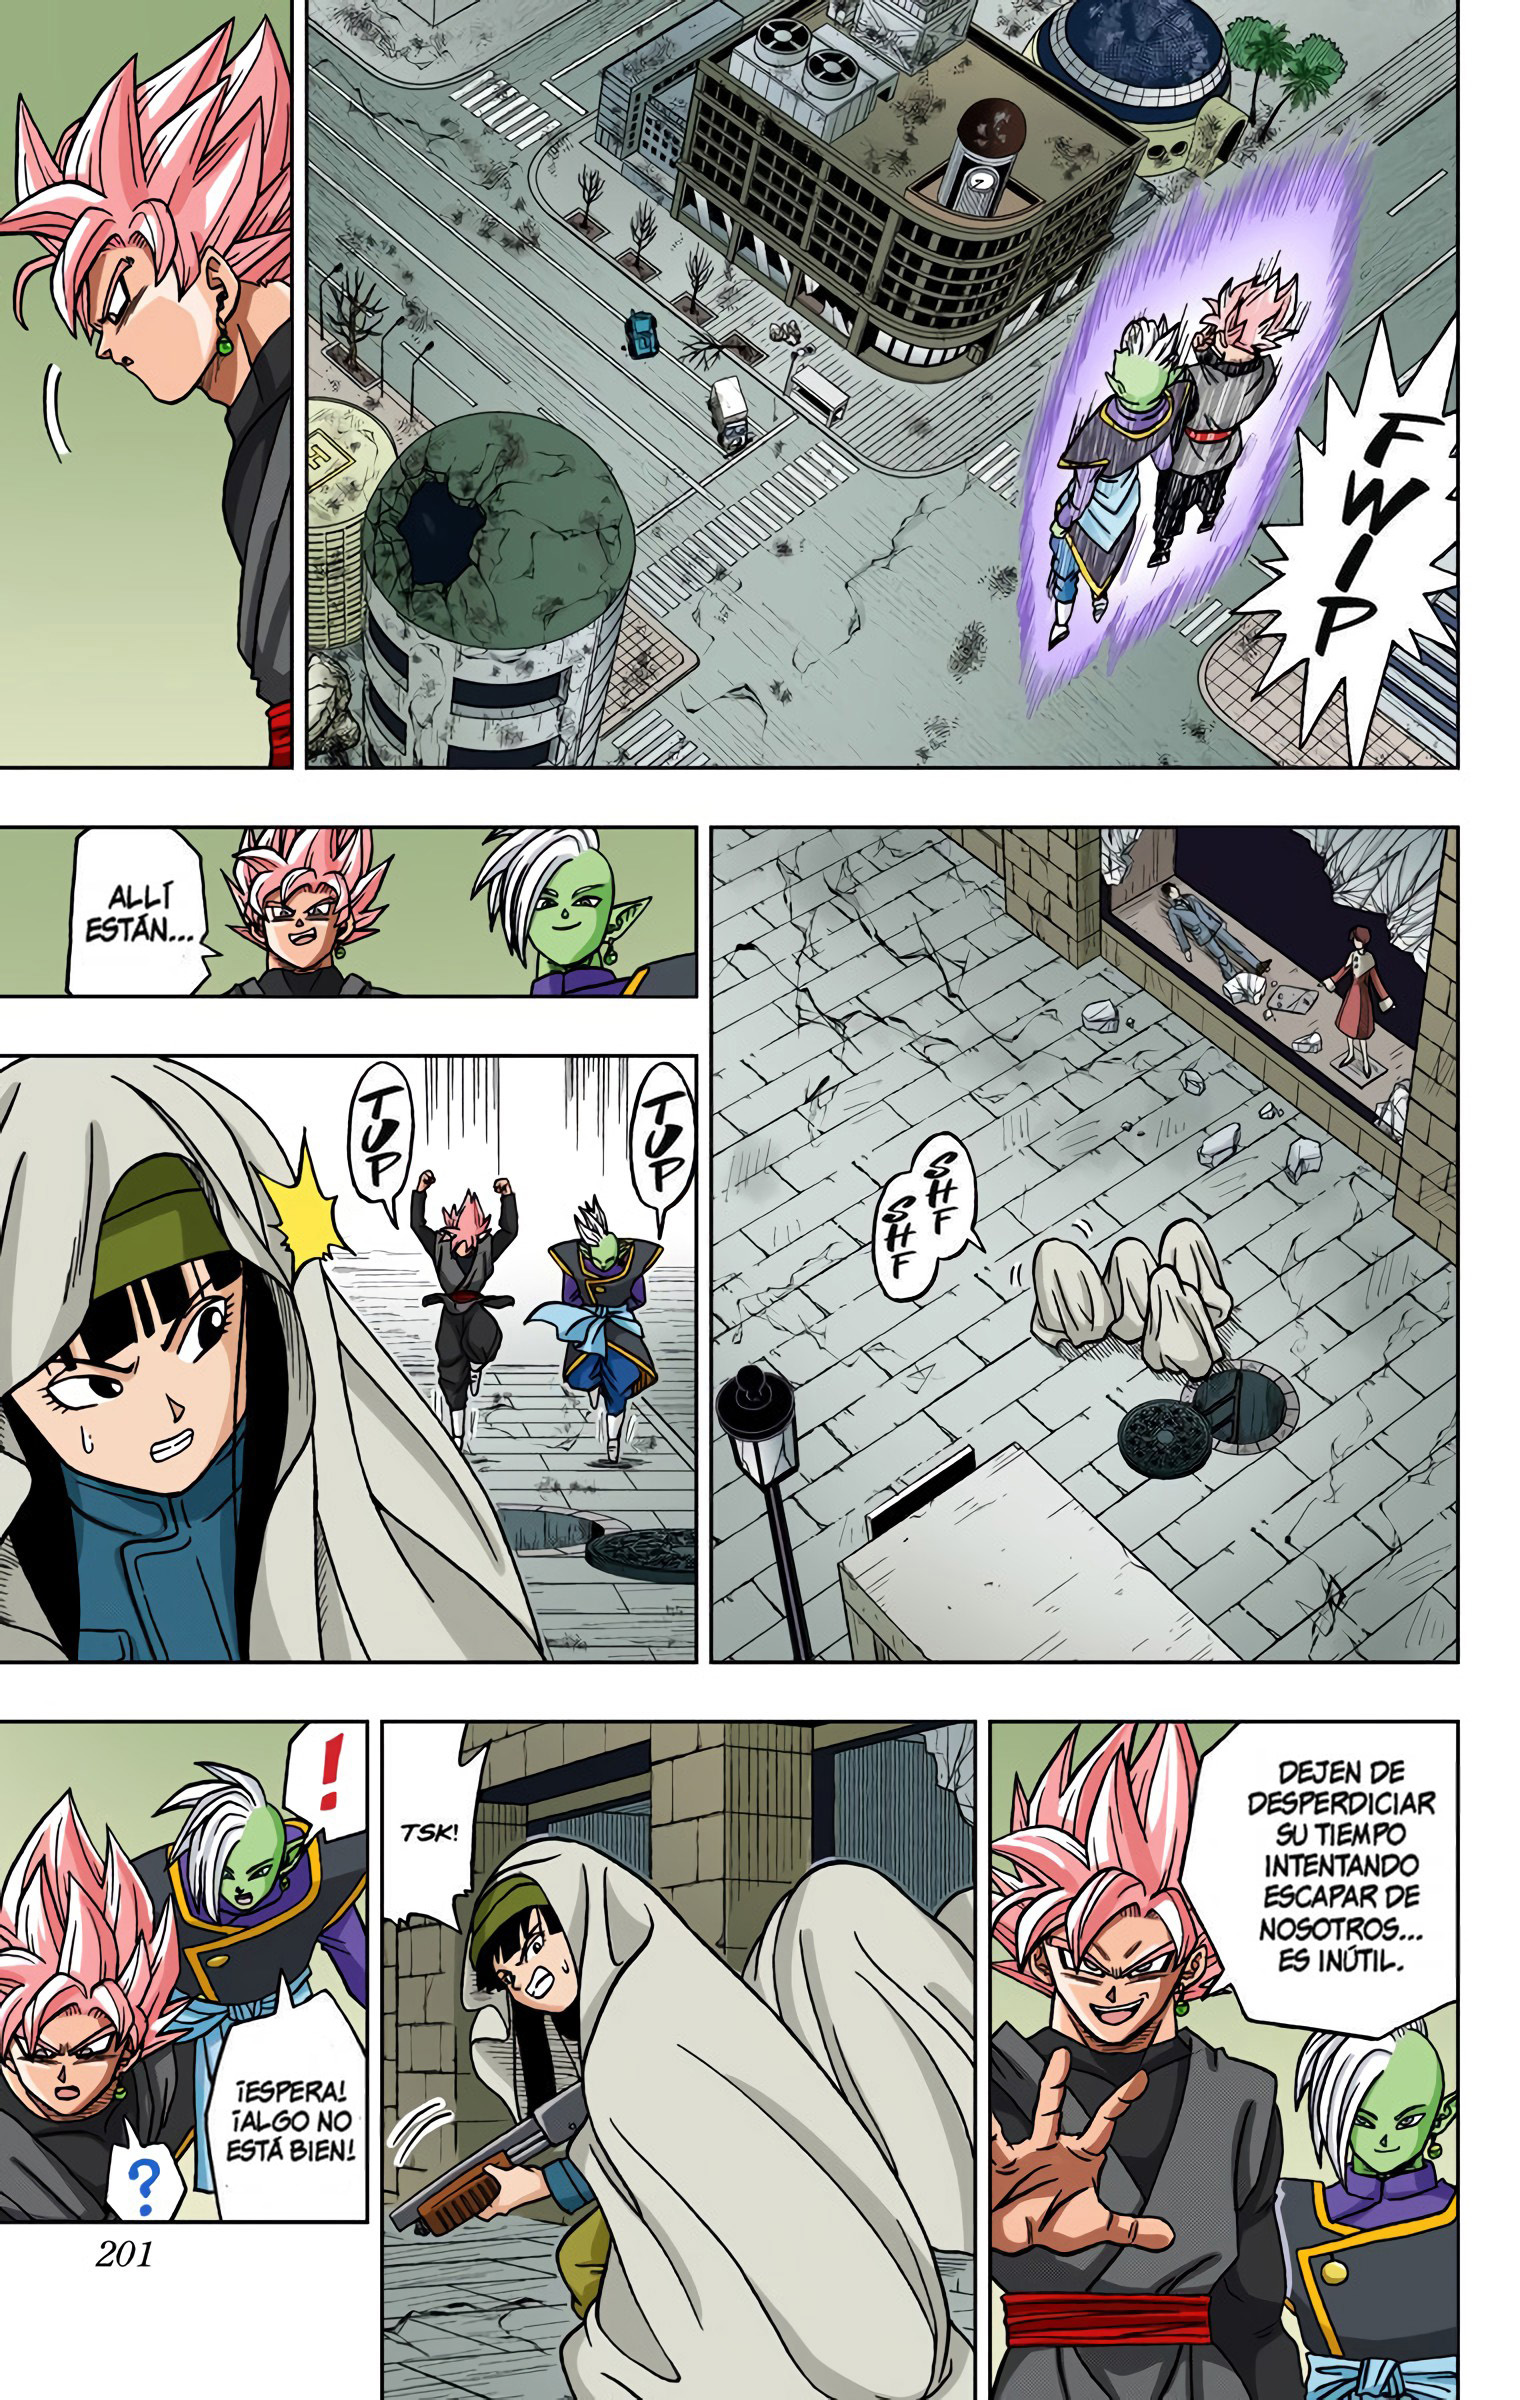 FWIP
ALLÍ
ESTÁN...
SHF
SHF
TUP
TUP
DEJEN DE
DESPERDICIAR
SU TIEMPO
INTENTANDO
ESCAPAR DE
NOSOTROS...
ES INÚTIL.
TSK!
!
¡ESPERA!
¡ALGO NO
ESTÁ BIEN!
?
201